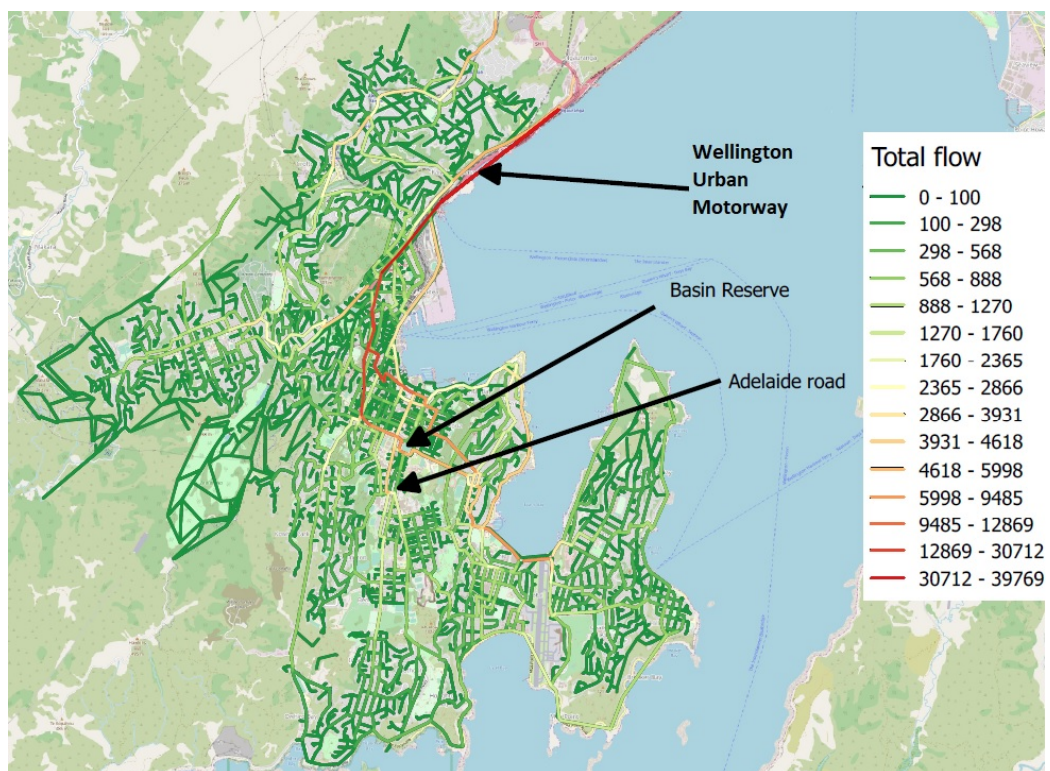 Wellington
Urban
Motorway
Basin Reserve
Adelaide road
Total flow
0 - 100
100 - 298
298 - 568
568 - 888
888 - 1270
1270 - 1760
1760 - 2365
2365 - 2866
2866 - 3931
3931 - 4618
4618 - 5998
5998 - 9485
9485 - 12869
12869 - 30712
30712 - 39769